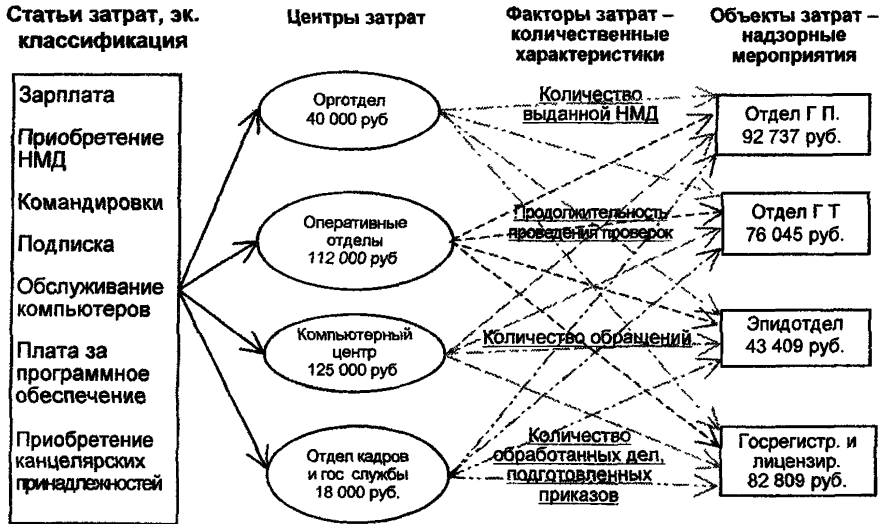 Статьи затрат, эк.
классификация
Центры затрат
Факторы затрат –
количественные
характеристики
Объекты затрат –
надзорные
мероприятия
Зарплата
Приобретение
НМД
Командировки
Подписка
Обслуживание
компьютеров
Плата за
программное
обеспечение
Приобретение
канцелярских
принадлежностей
Орготдел
40 000 руб
Оперативные
отделы
112 000 руб
Компьютерный
центр
125 000 руб
Отдел кадров
и гос службы
18 000 руб.
Количество
выданной НМД
Продолжительность
проведения проверок
Количество обращений
Количество
обработанных дел,
подготовленных
приказов
Отдел Г П.
92 737 руб.
Отдел Г Т
76 045 руб.
Эпидотдел
43 409 руб.
Госрегистр. и
лицензир.
82 809 руб.